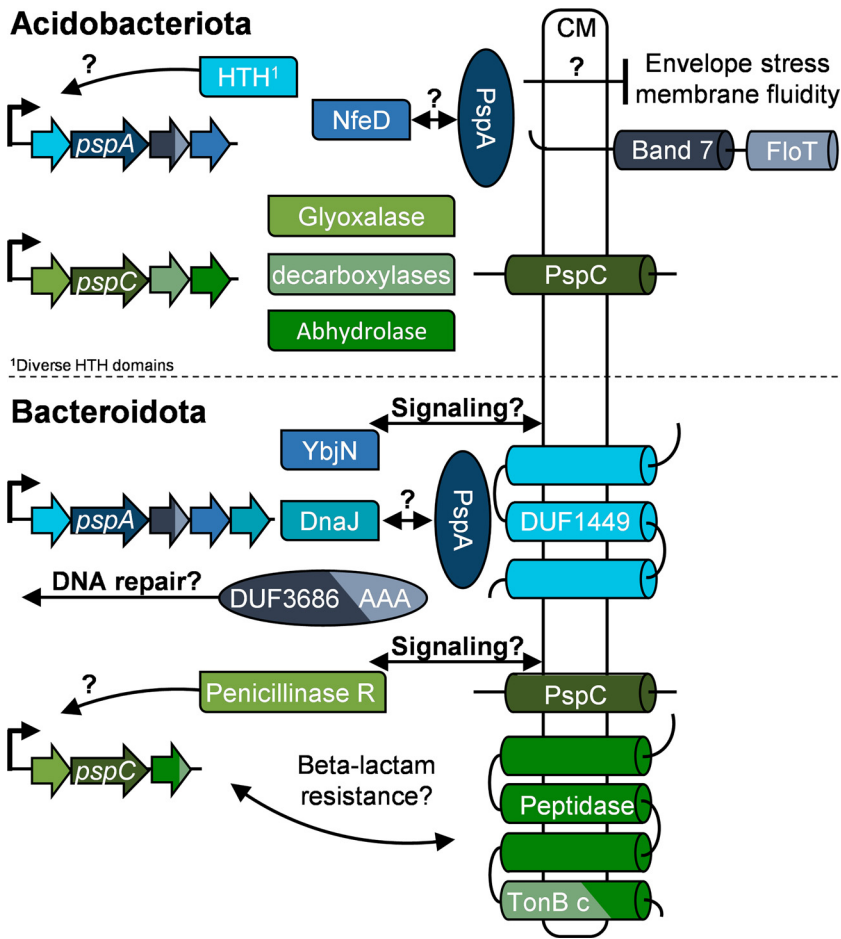 Acidobacteriota
CM
?
HTH¹
?
Envelope stress
membrane fluidity
NfeD
?
PspA
pspA
Band 7
FloT
Glyoxalase
pspC
decarboxylases
PspC
Abhydrolase
¹Diverse HTH domains
Bacteroidota
Signaling?
YbjN
pspA
DnaJ
?
PspA
DUF1449
DNA repair?
DUF3686
AAA
Signaling?
?
Penicillinase R
PspC
pspC
Beta-lactam
resistance?
Peptidase
TonB c